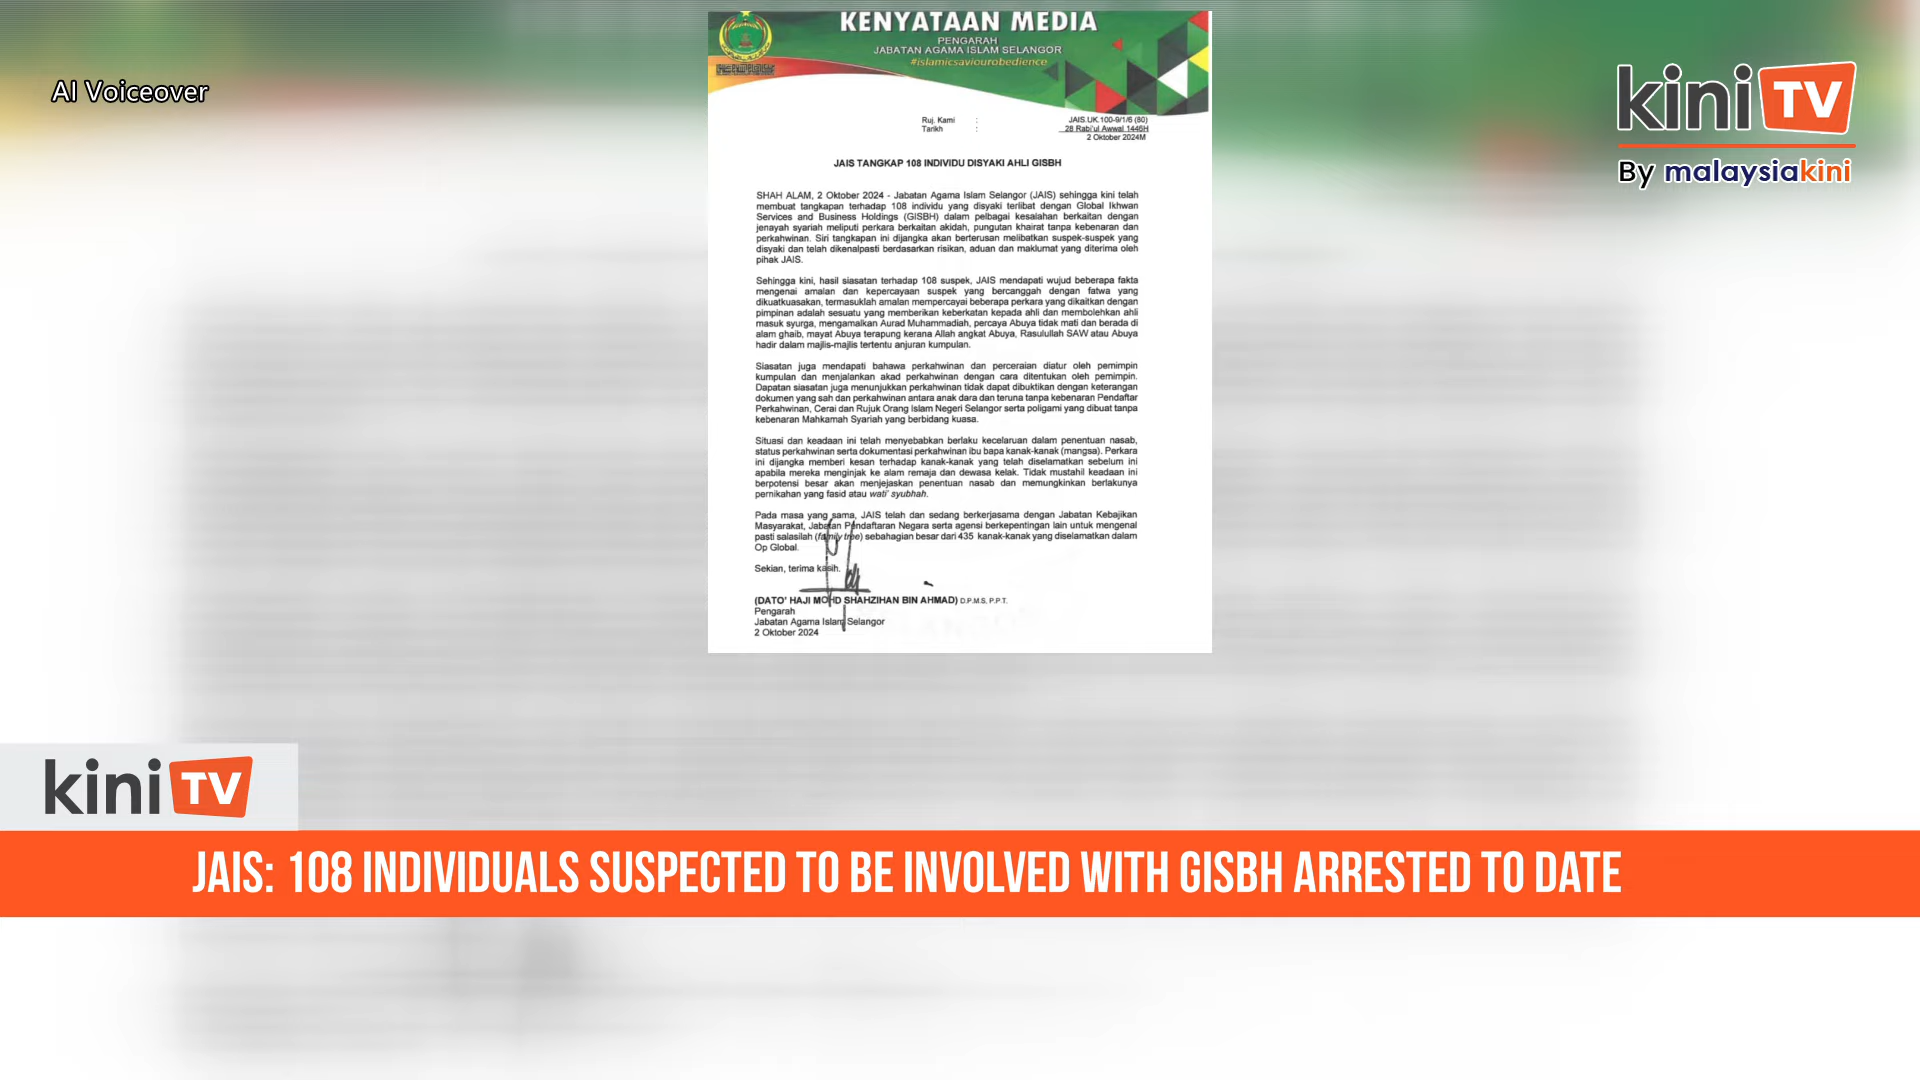 KENYATAAN MEDIA
PENGARAH
JABATAN AGAMA ISLAM SELANGOR
#islamicsaviourobedience
AI Voiceover
kini TV
By malaysiakini
Ruj. Kami : JAIS.UK.100-9/1/6 (80)
Tarikh : 28 Rabi'ul Awwal 1446H
2 Oktober 2024M
JAIS TANGKAP 108 INDIVIDU DISYAKI AHLI GISBH
SHAH ALAM, 2 Oktober 2024 - Jabatan Agama Islam Selangor (JAIS) sehingga kini telah
membuat tangkapan terhadap 108 individu yang disyaki terlibat dengan Global Ikhwan
Services and Business Holdings (GISBH) dalam pelbagai kesalahan berkaitan dengan
jenayah syariah meliputi perkara berkaitan akidah, pungutan khairat tanpa kebenaran dan
perkahwinan. Siri tangkapan ini dijangka akan berterusan melibatkan suspek-suspek yang
disyaki dan telah dikenalpasti berdasarkan risikan, aduan dan maklumat yang diterima oleh
pihak JAIS.
Sehingga kini, hasil siasatan terhadap 108 suspek, JAIS mendapati wujud beberapa fakta
mengenai amalan dan kepercayaan suspek yang bercanggah dengan fatwa yang
dikuatkuasakan, termasuklah amalan mempercayai beberapa perkara yang dikaitkan dengan
pimpinan adalah sesuatu yang memberikan keberkatan kepada ahli dan membolehkan ahli
masuk syurga, mengamalkan Aurad Muhammadiah, percaya Abuya tidak mati dan berada di
alam ghaib, mayat Abuya terapung kerana Allah angkat Abuya, Rasulullah SAW atau Abuya
hadir dalam majlis-majlis tertentu anjuran kumpulan.
Siasatan juga mendapati bahawa perkahwinan dan perceraian diatur oleh pemimpin
kumpulan dan menjalankan akad perkahwinan dengan cara ditentukan oleh pemimpin.
Dapatan siasatan juga menunjukkan perkahwinan tidak dapat dibuktikan dengan keterangan
dokumen yang sah dan perkahwinan antara anak dara dan teruna tanpa kebenaran Pendaftar
Perkahwinan, Cerai dan Rujuk Orang Islam Negeri Selangor serta poligami yang dibuat tanpa
kebenaran Mahkamah Syariah yang berbidang kuasa.
Situasi dan keadaan ini telah menyebabkan berlaku kecelaruan dalam penentuan nasab,
status perkahwinan serta dokumentasi perkahwinan ibu bapa kanak-kanak (mangsa). Perkara
ini dijangka memberi kesan terhadap kanak-kanak yang telah diselamatkan sebelum ini
apabila mereka menginjak ke alam remaja dan dewasa kelak. Tidak mustahil keadaan ini
berpotensi besar akan menjejaskan penentuan nasab dan memungkinkan berlakunya
pernikahan yang fasid atau wati' syubhah.
Pada masa yang sama, JAIS telah dan sedang berkerjasama dengan Jabatan Kebajikan
Masyarakat, Jabatan Pendaftaran Negara serta agensi berkepentingan lain untuk mengenal
pasti salasilah (family tree) sebahagian besar dari 435 kanak-kanak yang diselamatkan dalam
Op Global.
Sekian, terima kasih.
(DATO' HAJI MOHD SHAHZIHAN BIN AHMAD) D.P.M.S, P.P.T.
Pengarah
Jabatan Agama Islam Selangor
2 Oktober 2024
kini TV
JAIS: 108 INDIVIDUALS SUSPECTED TO BE INVOLVED WITH GISBH ARRESTED TO DATE